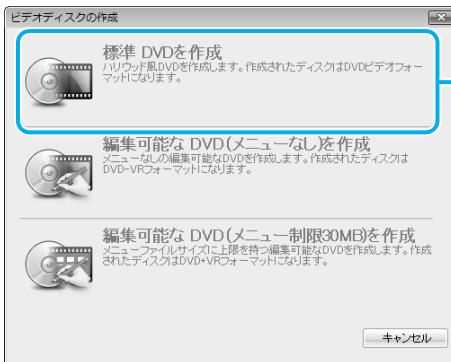 ビデオディスクの作成
標準 DVDを作成
ハリウッド風DVDを作成します。作成されたディスクはDVDビデオフォー
マットになります。
編集可能な DVD(メニューなし)を作成
メニューなしの編集可能なDVDを作成します。作成されたディスクは
DVD-VRフォーマットになります。
編集可能な DVD(メニュー制限30MB)を作成
メニューファイルサイズに上限を持つ編集可能なDVDを作成します。作成
されたディスクはDVD+VRフォーマットになります。
キャンセル